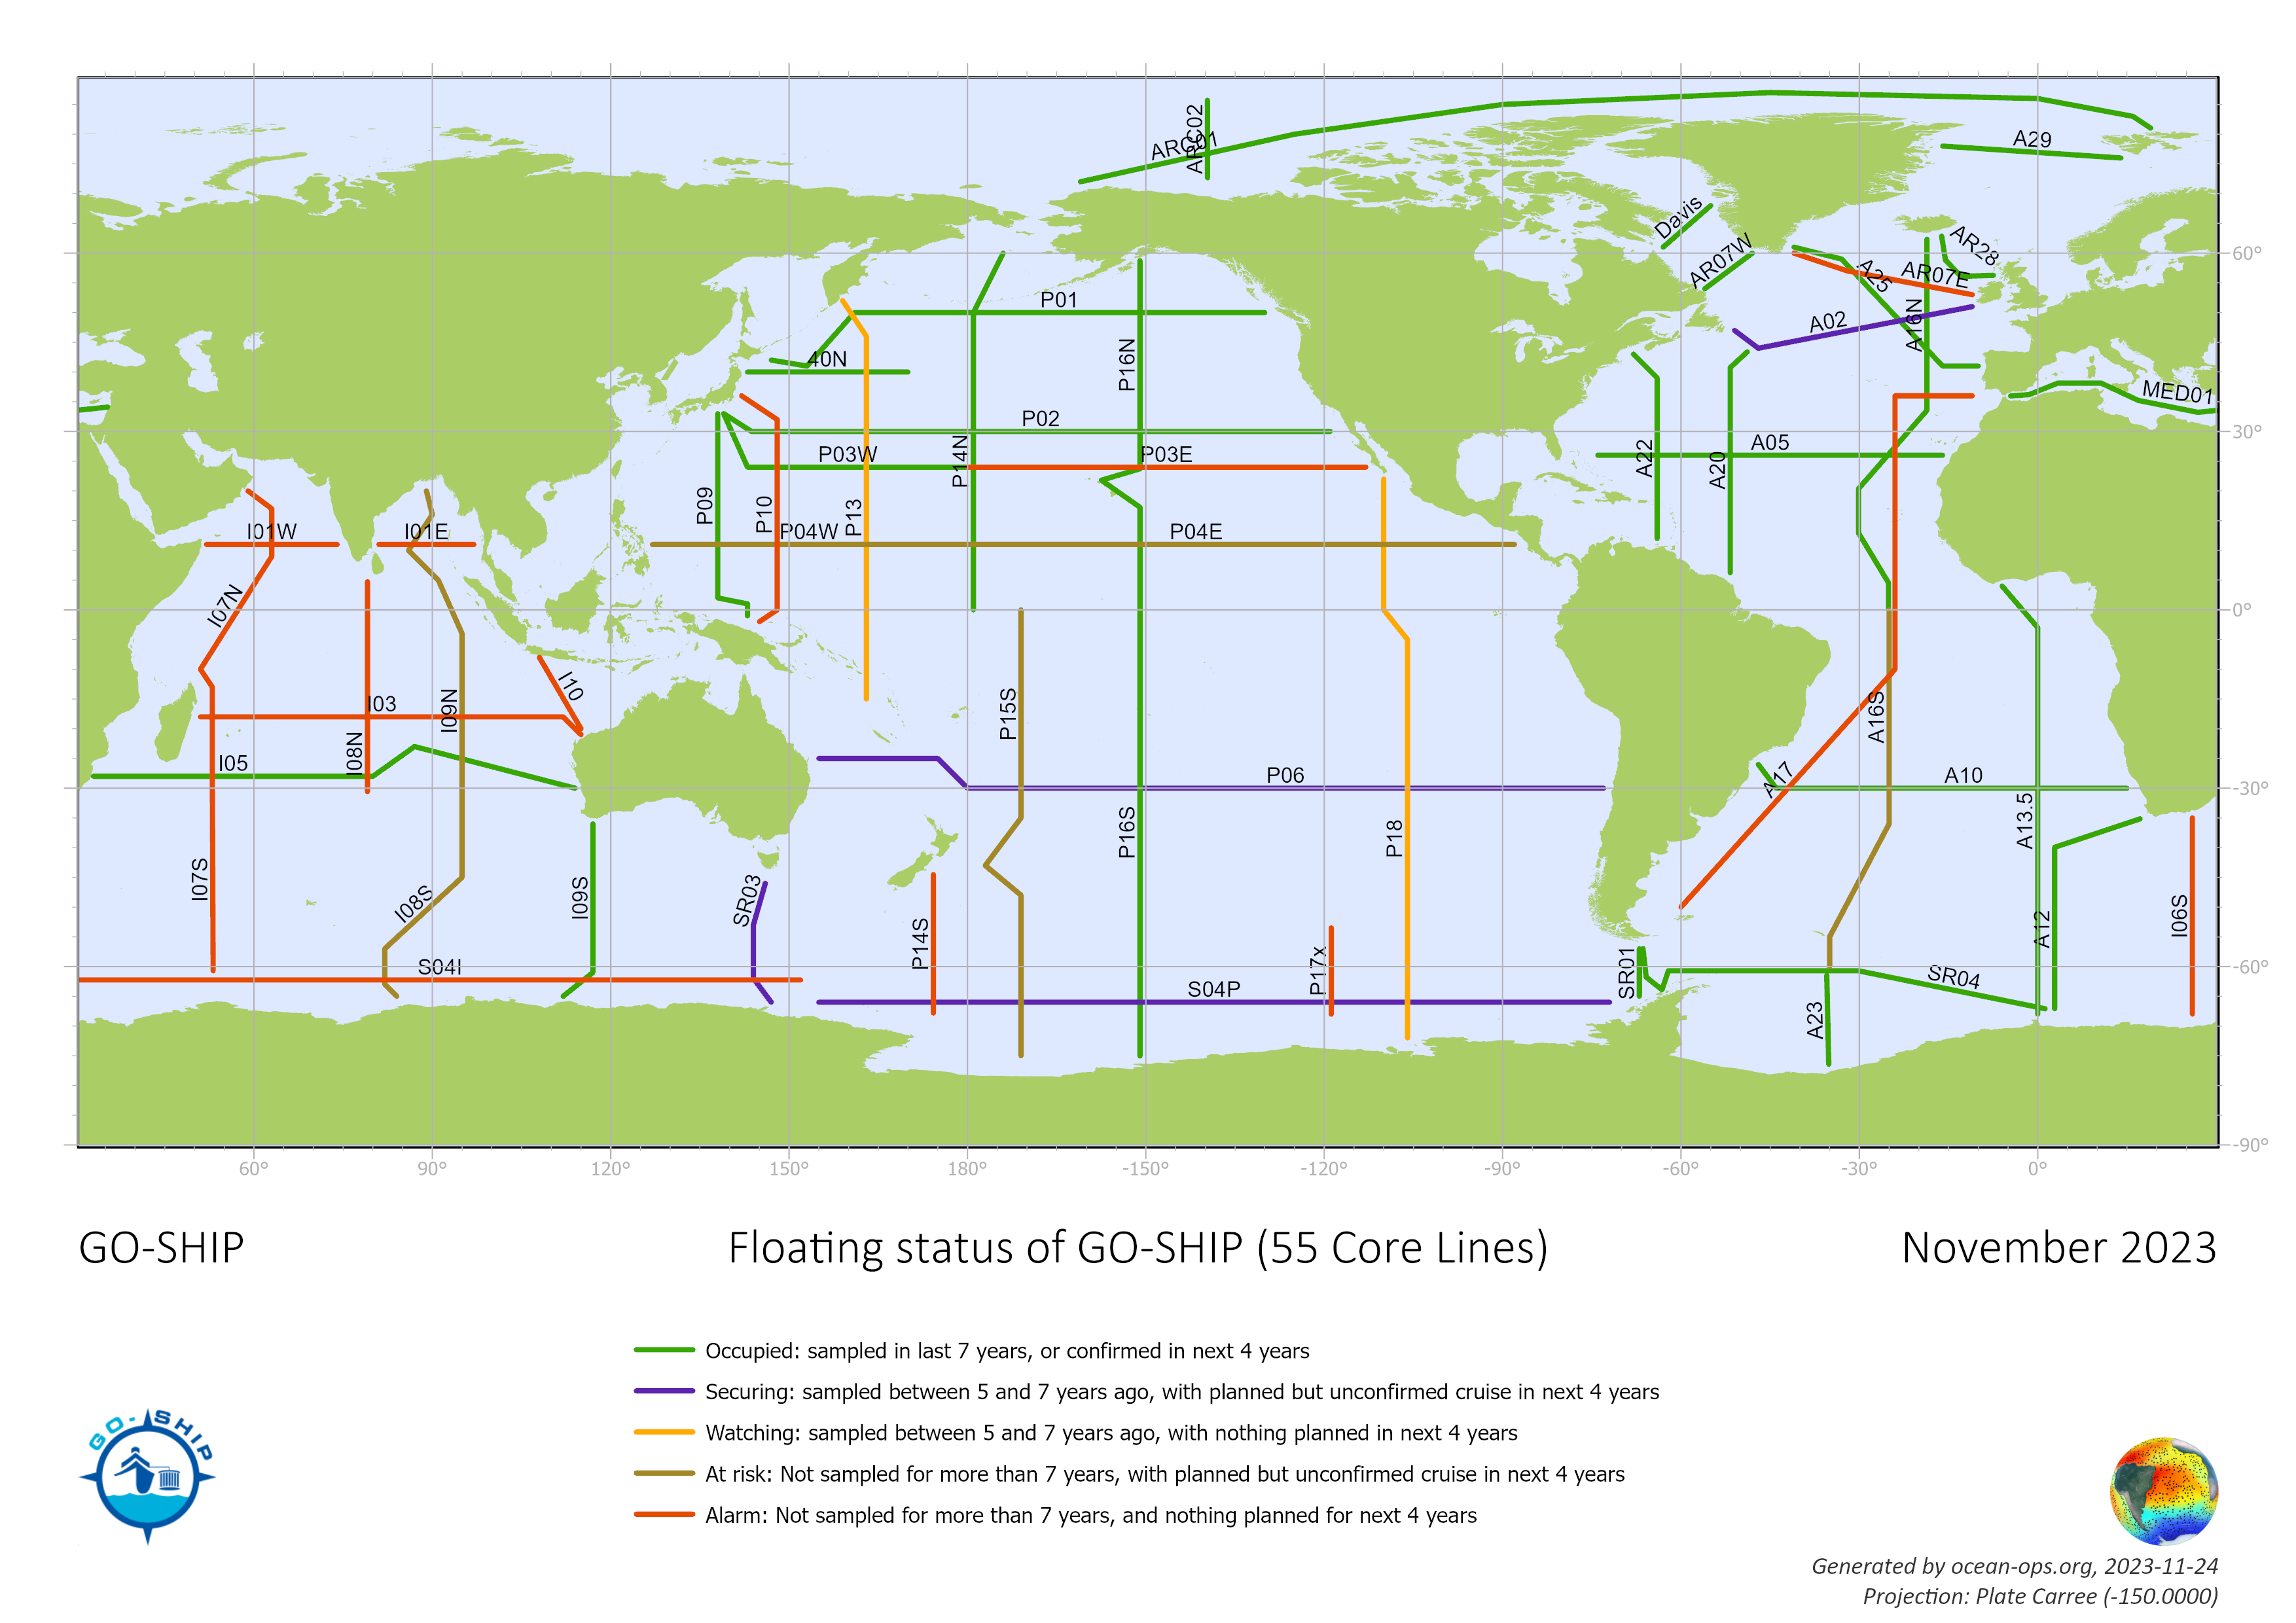 ARC02
ARC01
A29
Davis
AR07W
AR28
A25
AR07E
P01
A02
A16N
40N
P16N
MED01
P02
A05
P03W
P14N
P03E
A22
A20
P09
P10
P13
I01W
I01E
P04W
P04E
I07N
I10
I03
I09N
P15S
A16S
I08N
I05
P06
A17
A10
P16S
P18
A13.5
I07S
I08S
I09S
SR03
P14S
A12
I06S
S04I
P17x
SR01
SR04
S04P
A23
60°
30°
0°
-30°
-60°
-90°
60°
90°
120°
150°
180°
-150°
-120°
-90°
-60°
-30°
0°
GO-SHIP
Floating status of GO-SHIP (55 Core Lines)
November 2023
Occupied: sampled in last 7 years, or confirmed in next 4 years
Securing: sampled between 5 and 7 years ago, with planned but unconfirmed cruise in next 4 years
Watching: sampled between 5 and 7 years ago, with nothing planned in next 4 years
At risk: Not sampled for more than 7 years, with planned but unconfirmed cruise in next 4 years
Alarm: Not sampled for more than 7 years, and nothing planned for next 4 years
GO-SHIP
Generated by ocean-ops.org, 2023-11-24
Projection: Plate Carree (-150.0000)